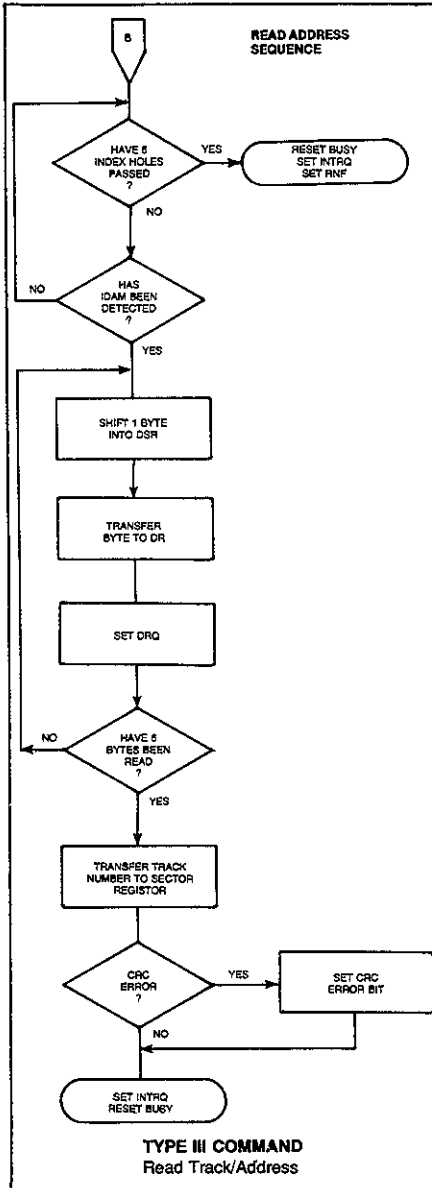 B
READ ADDRESS
SEQUENCE
HAVE 6
INDEX HOLES
PASSED
?
YES
RESET BUSY
SET INTRQ
SET RNF
NO
HAS
IDAM BEEN
DETECTED
?
NO
YES
SHIFT 1 BYTE
INTO DSR
TRANSFER
BYTE TO DR
SET DRQ
HAVE 6
BYTES BEEN
READ
?
NO
YES
TRANSFER TRACK
NUMBER TO SECTOR
REGISTOR
CRC
ERROR
?
YES
SET CRC
ERROR BIT
NO
SET INTRQ
RESET BUSY
TYPE III COMMAND
Read Track/Address